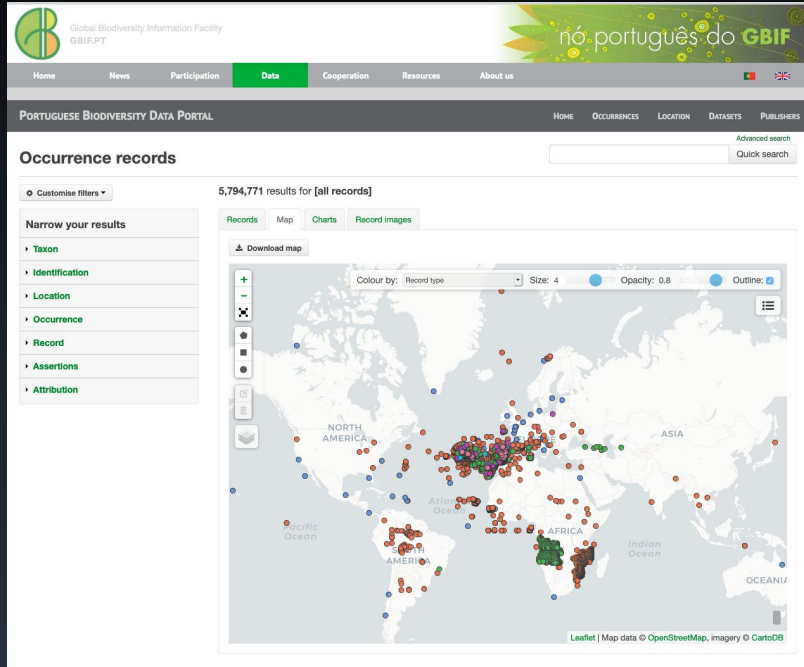 Global Biodiversity Information Facility
GBIF.PT
nó português do GBIF
Home News Participation Data Cooperation Resources About us
PORTUGUESE BIODIVERSITY DATA PORTAL
HOME OCCURRENCES LOCATION DATASETS PUBLISHERS
Advanced search
Occurrence records
Quick search
Customise filters
5,794,771 results for [all records]
Narrow your results
Records Map Charts Record images
Taxon
Download map
Identification
Colour by: Record type Size: 4 Opacity: 0.8 Outline:
Location
Occurrence
Record
Assertions
Attribution
NORTH
AMERICA
ASIA
Atlantic
Ocean
Pacific
Ocean
AFRICA
Indian
Ocean
SOUTH
AMERICA
OCEANIA
Leaflet | Map data © OpenStreetMap, imagery © CartoDB